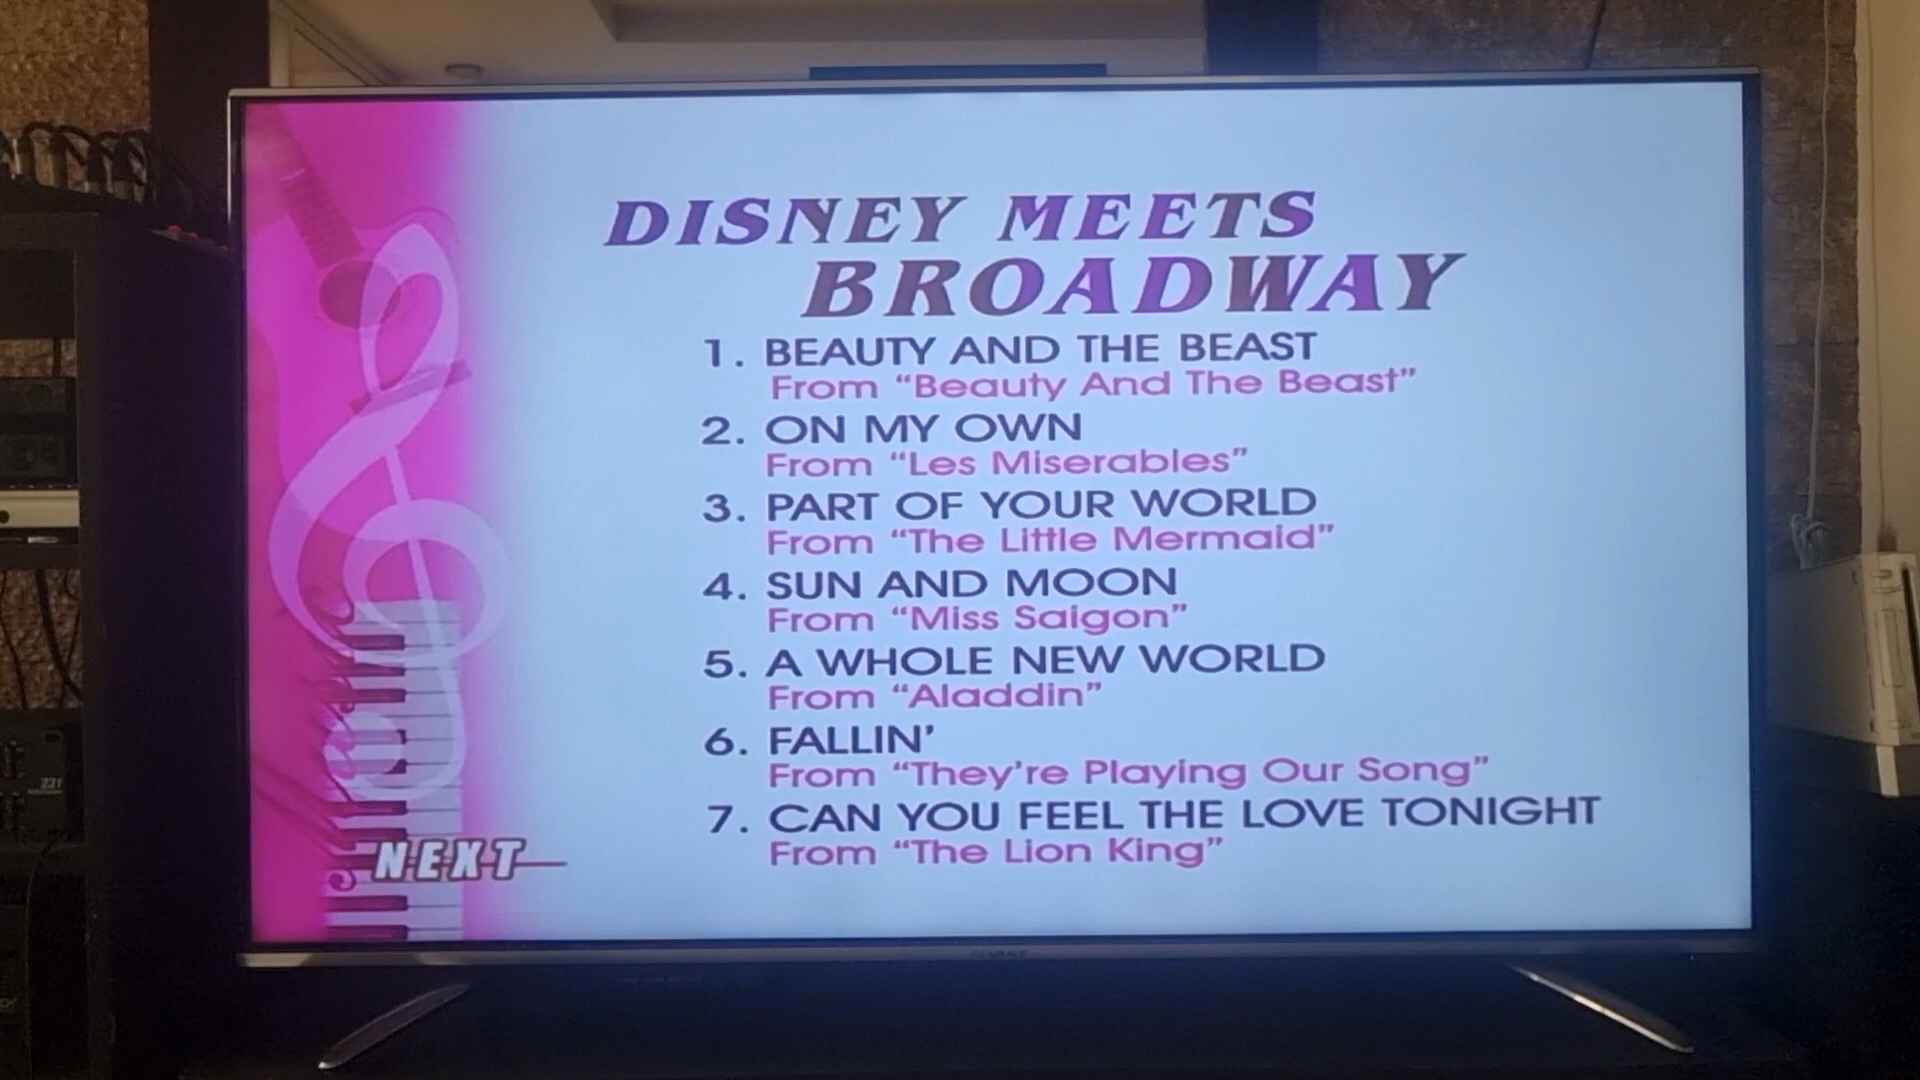 DISNEY MEETS
BROADWAY
1. BEAUTY AND THE BEAST
From “Beauty And The Beast”
2. ON MY OWN
From “Les Miserables”
3. PART OF YOUR WORLD
From “The Little Mermaid”
4. SUN AND MOON
From “Miss Saigon”
5. A WHOLE NEW WORLD
From “Aladdin”
6. FALLIN’
From “They’re Playing Our Song”
7. CAN YOU FEEL THE LOVE TONIGHT
From “The Lion King”
NEXT
DEVANT
231